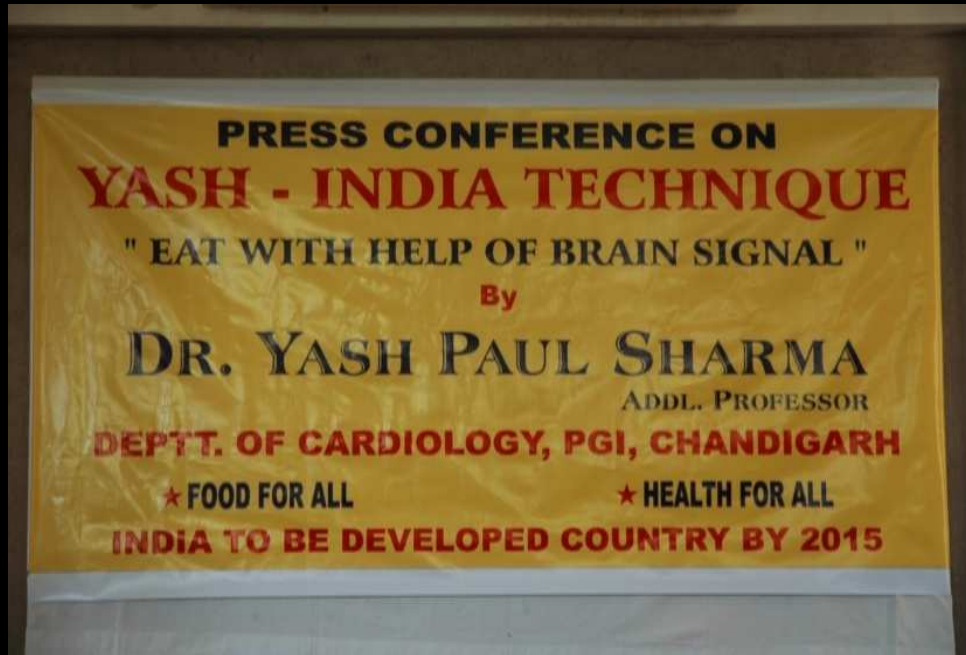 PRESS CONFERENCE ON
YASH - INDIA TECHNIQUE
" EAT WITH HELP OF BRAIN SIGNAL "
By
DR. YASH PAUL SHARMA
ADDL. PROFESSOR
DEPTT. OF CARDIOLOGY, PGI, CHANDIGARH
★ FOOD FOR ALL ★ HEALTH FOR ALL
INDiA TO BE DEVELOPED COUNTRY BY 2015